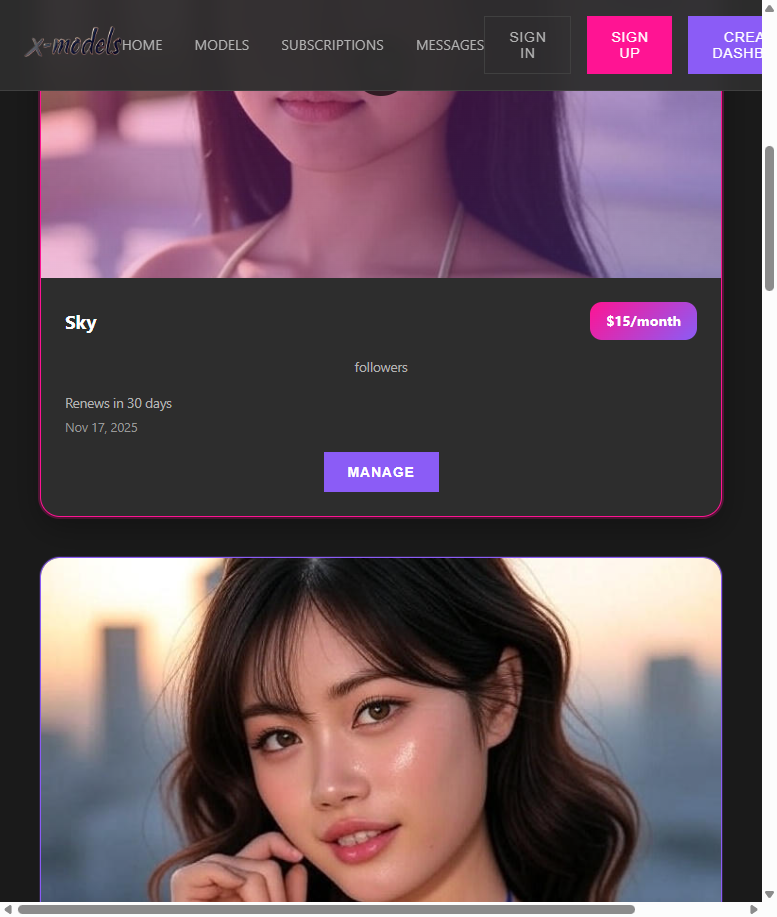 x-models HOME MODELS SUBSCRIPTIONS MESSAGES
SIGN
IN
SIGN
UP
CREA
DASHB
Sky
$15/month
followers
Renews in 30 days
Nov 17, 2025
MANAGE